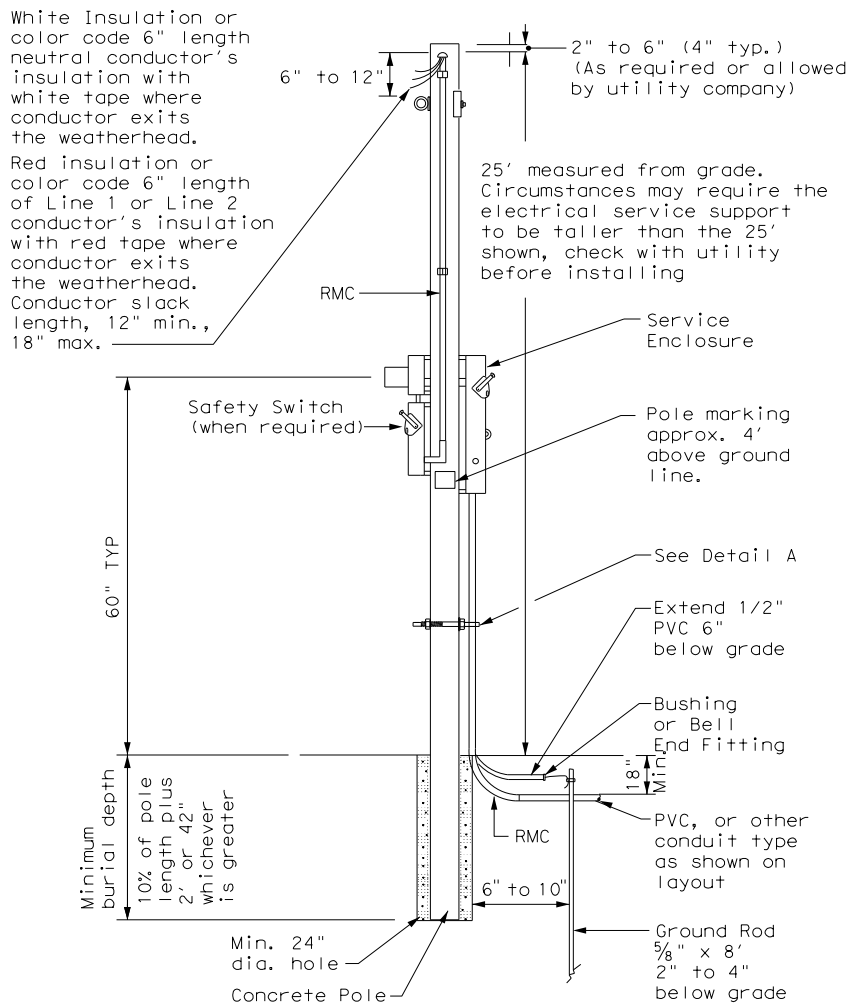 White Insulation or
color code 6" length
neutral conductor's
insulation with
white tape where
conductor exits
the weatherhead.
Red insulation or
color code 6" length
of Line 1 or Line 2
conductor's insulation
with red tape where
conductor exits
the weatherhead.
Conductor slack
length, 12" min.,
18" max.
6" to 12"
2" to 6" (4" typ.)
(As required or allowed
by utility company)
25' measured from grade.
Circumstances may require the
electrical service support
to be taller than the 25'
shown, check with utility
before installing
RMC
Service
Enclosure
Safety Switch
(when required)
Pole marking
approx. 4'
above ground
line.
60" TYP
See Detail A
Extend 1/2"
PVC 6"
below grade
Bushing
or Bell
End Fitting
18"
Min.
Minimum
burial depth
10% of pole
length plus
2' or 42"
whichever
is greater
RMC
PVC, or other
conduit type
as shown on
layout
6" to 10"
Min. 24"
dia. hole
Concrete Pole
Ground Rod
5/8" x 8'
2" to 4"
below grade